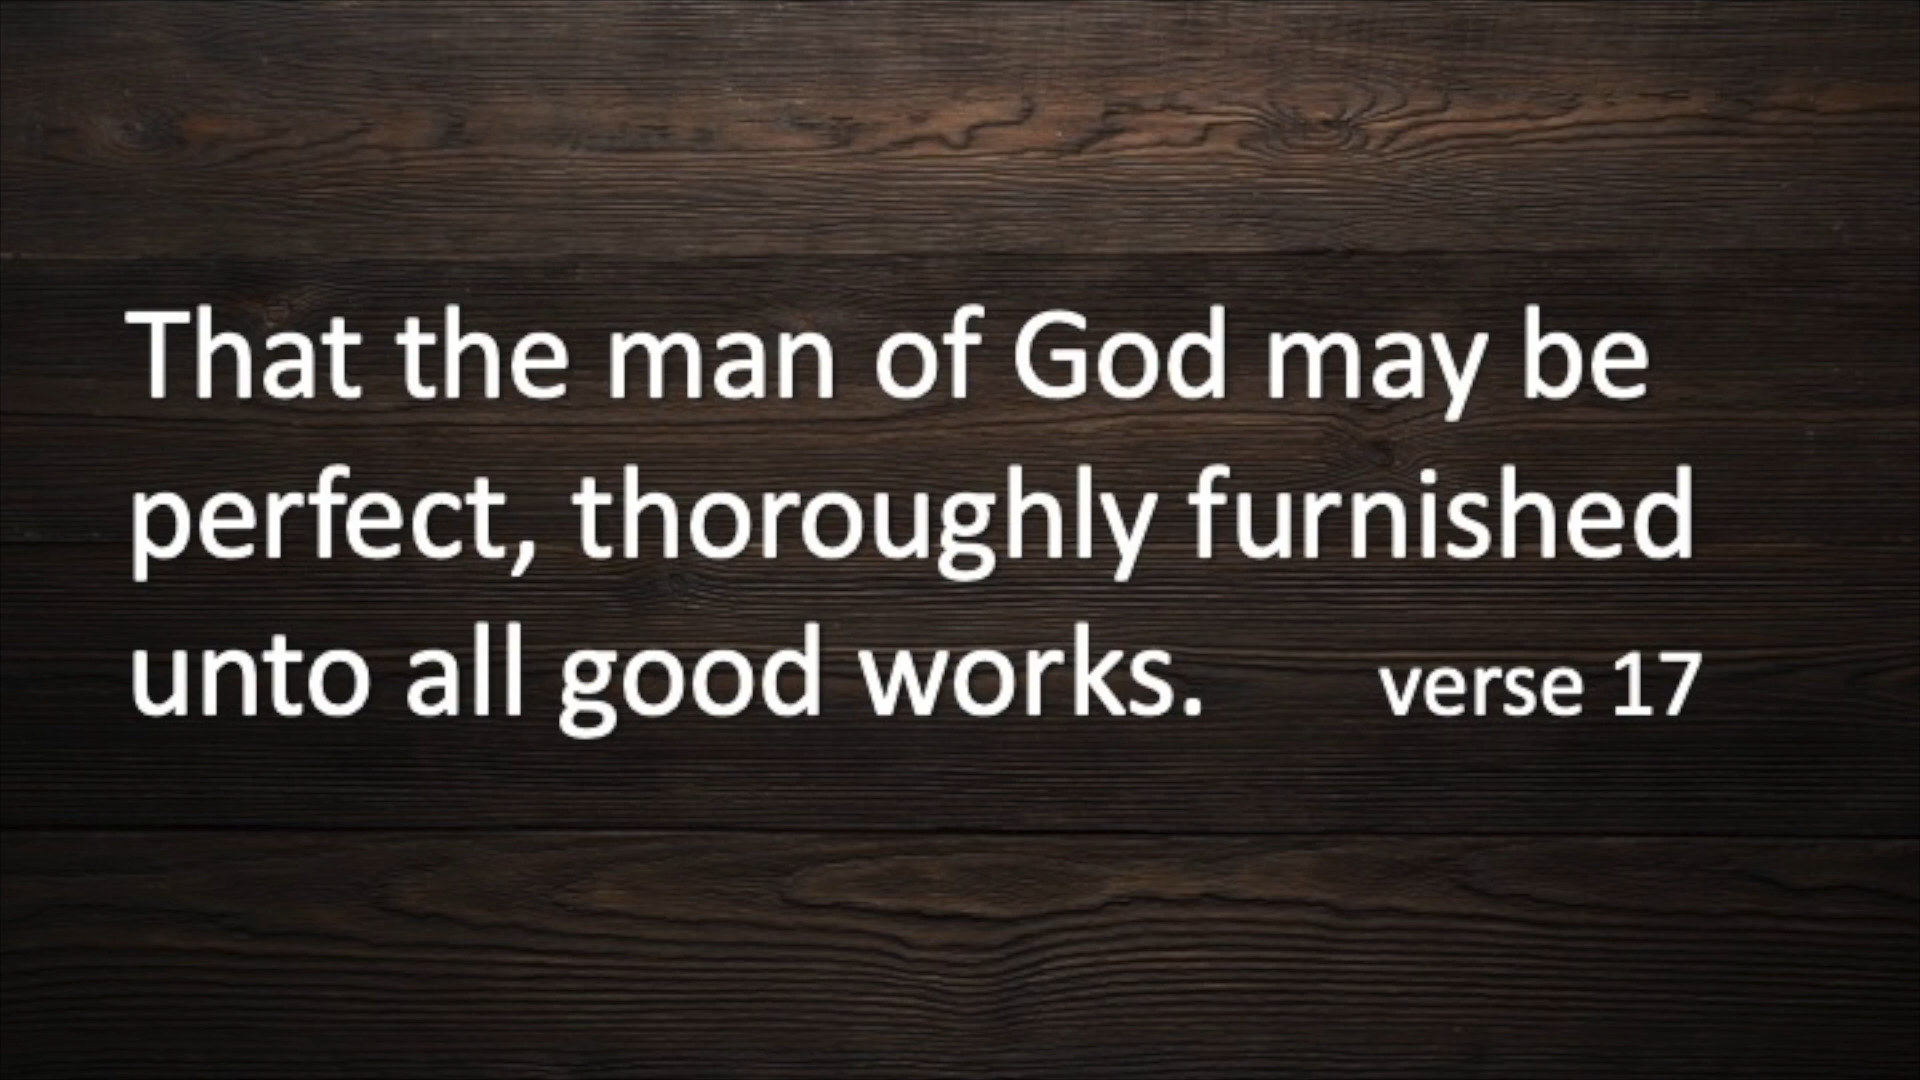 That the man of God may be
perfect, thoroughly furnished
unto all good works. verse 17